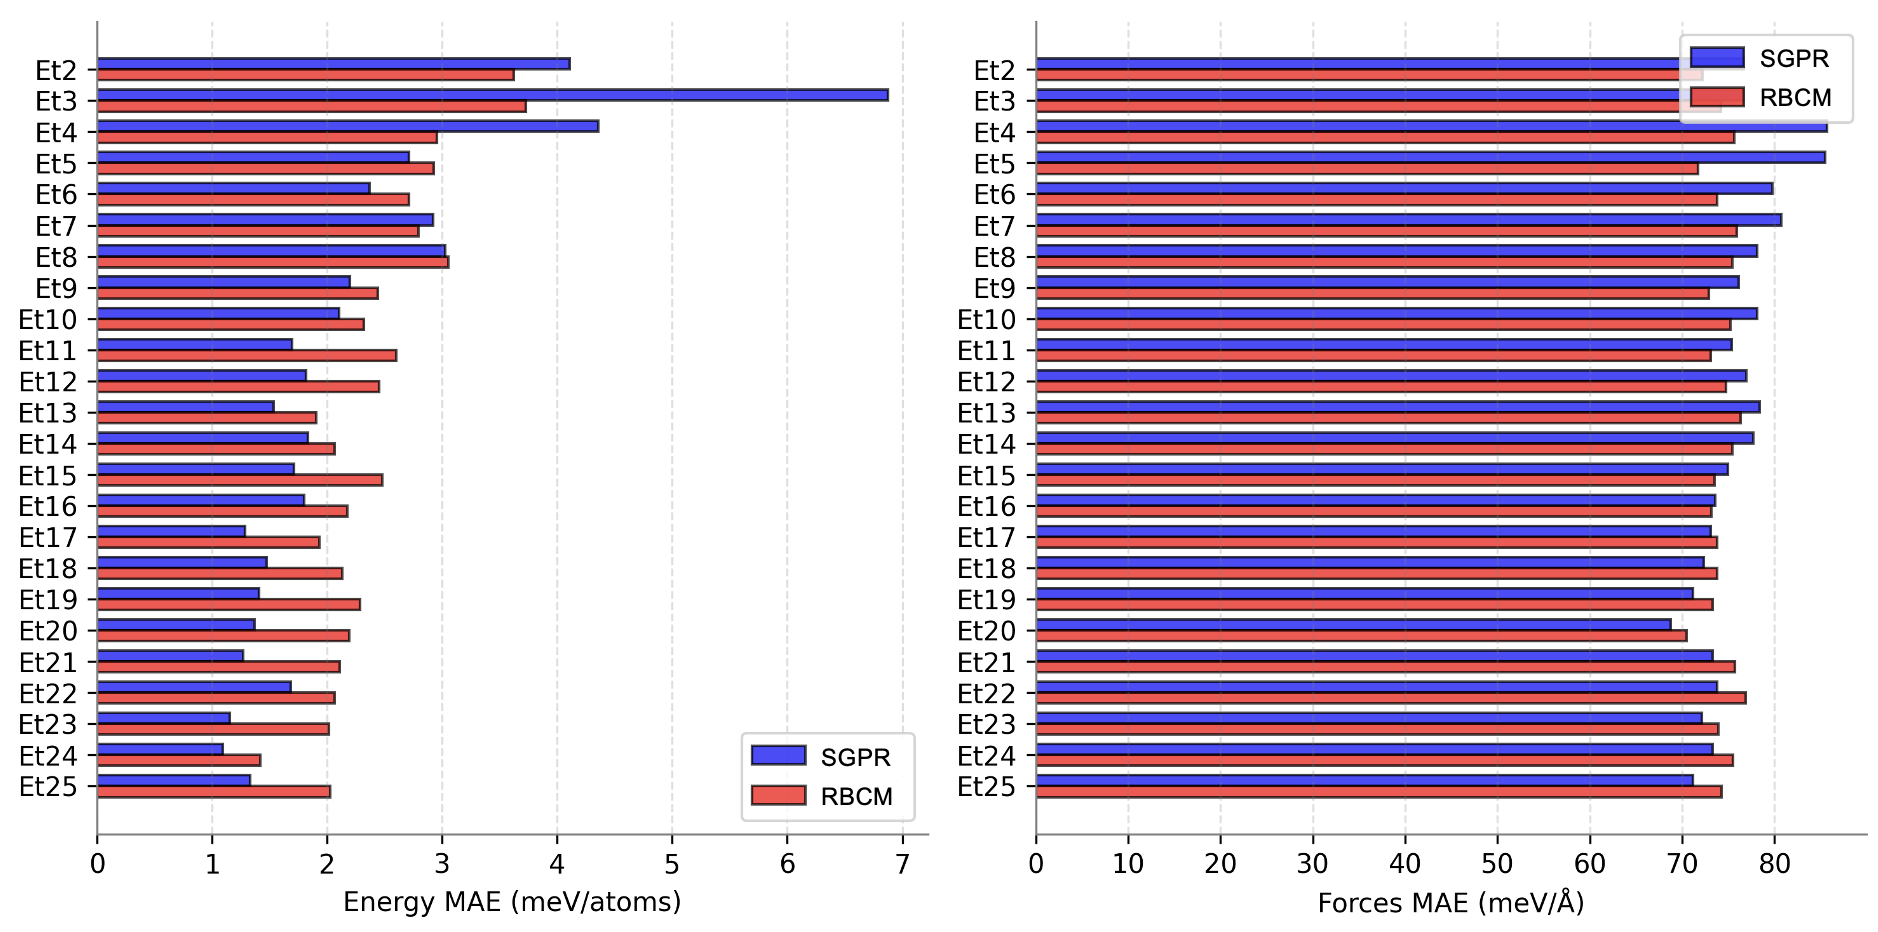 Et2
Et3
Et4
Et5
Et6
Et7
Et8
Et9
Et10
Et11
Et12
Et13
Et14
Et15
Et16
Et17
Et18
Et19
Et20
Et21
Et22
Et23
Et24
Et25
SGPR
RBCM
0 1 2 3 4 5 6 7
Energy MAE (meV/atoms)
Et2
Et3
Et4
Et5
Et6
Et7
Et8
Et9
Et10
Et11
Et12
Et13
Et14
Et15
Et16
Et17
Et18
Et19
Et20
Et21
Et22
Et23
Et24
Et25
SGPR
RBCM
0 10 20 30 40 50 60 70 80
Forces MAE (meV/Å)